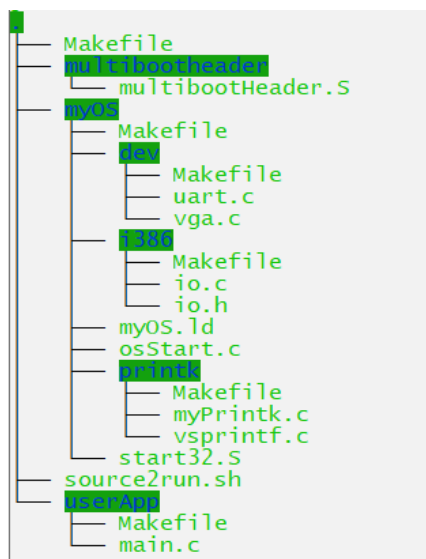 .
Makefile
multibootheader
multibootHeader.S
myOS
Makefile
dev
Makefile
uart.c
vga.c
i386
Makefile
io.c
io.h
myOS.ld
osStart.c
printk
Makefile
myPrintk.c
vsprintf.c
start32.S
source2run.sh
userApp
Makefile
main.c